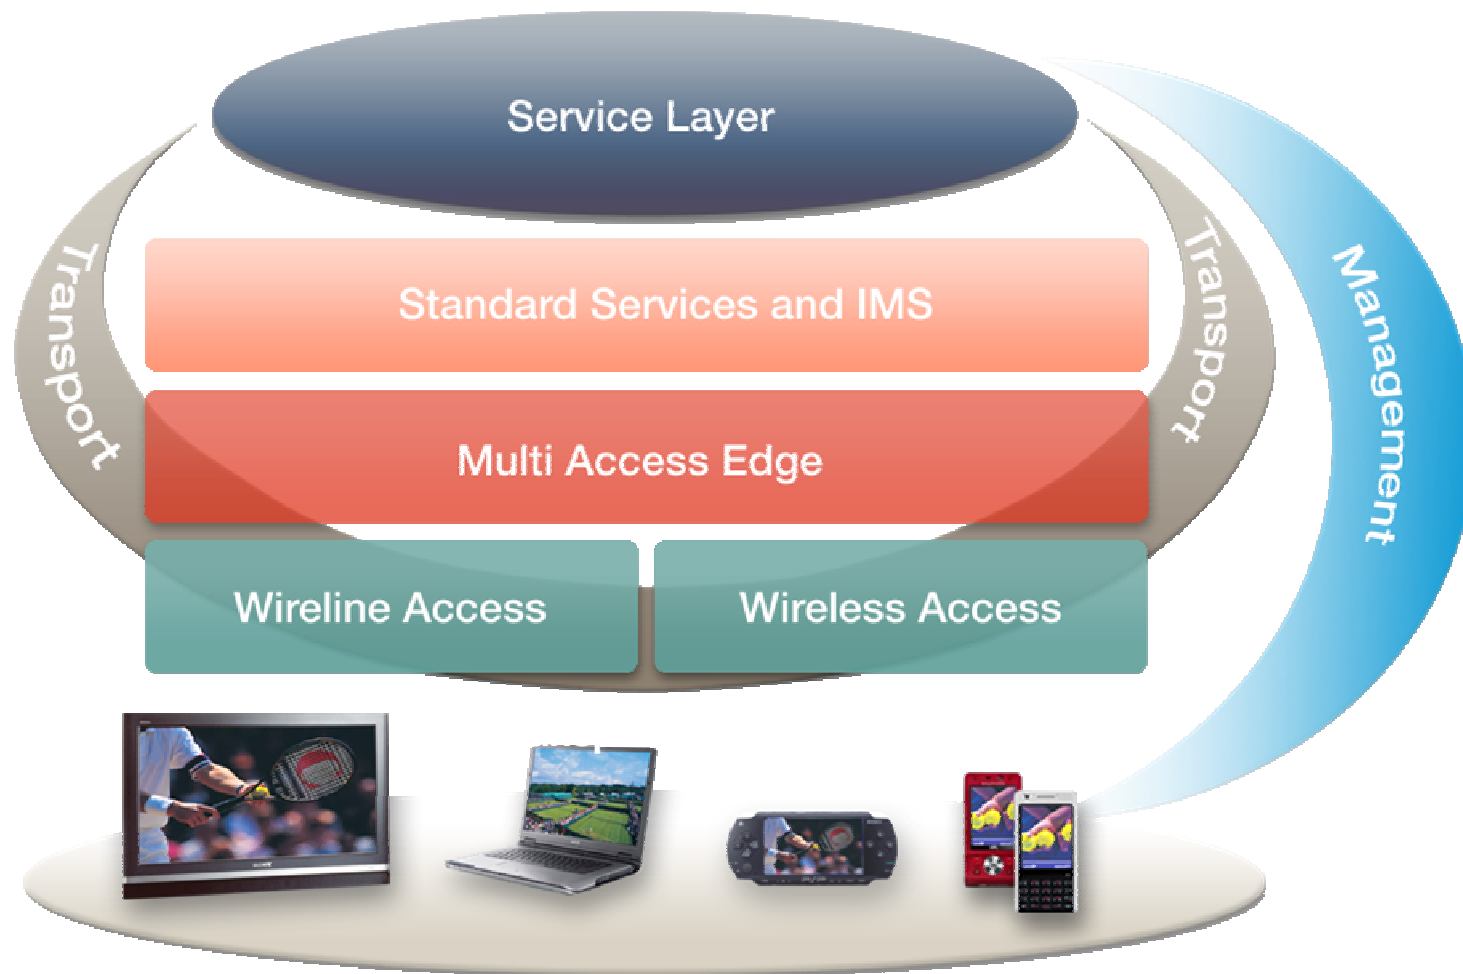 Service Layer
Transport
Transport
Management
Standard Services and IMS
Multi Access Edge
Wireline Access
Wireless Access